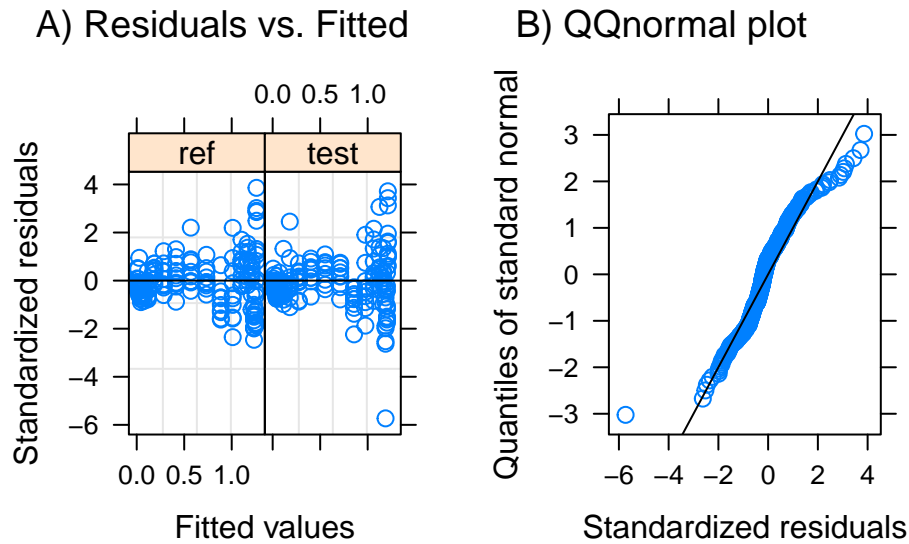 A) Residuals vs. Fitted
0.0 0.5 1.0
ref test
Standardized residuals
4
2
0
−2
−4
−6
0.0 0.5 1.0
Fitted values
B) QQnormal plot
Quantiles of standard normal
3
2
1
0
−1
−2
−3
−6 −4 −2 0 2 4
Standardized residuals